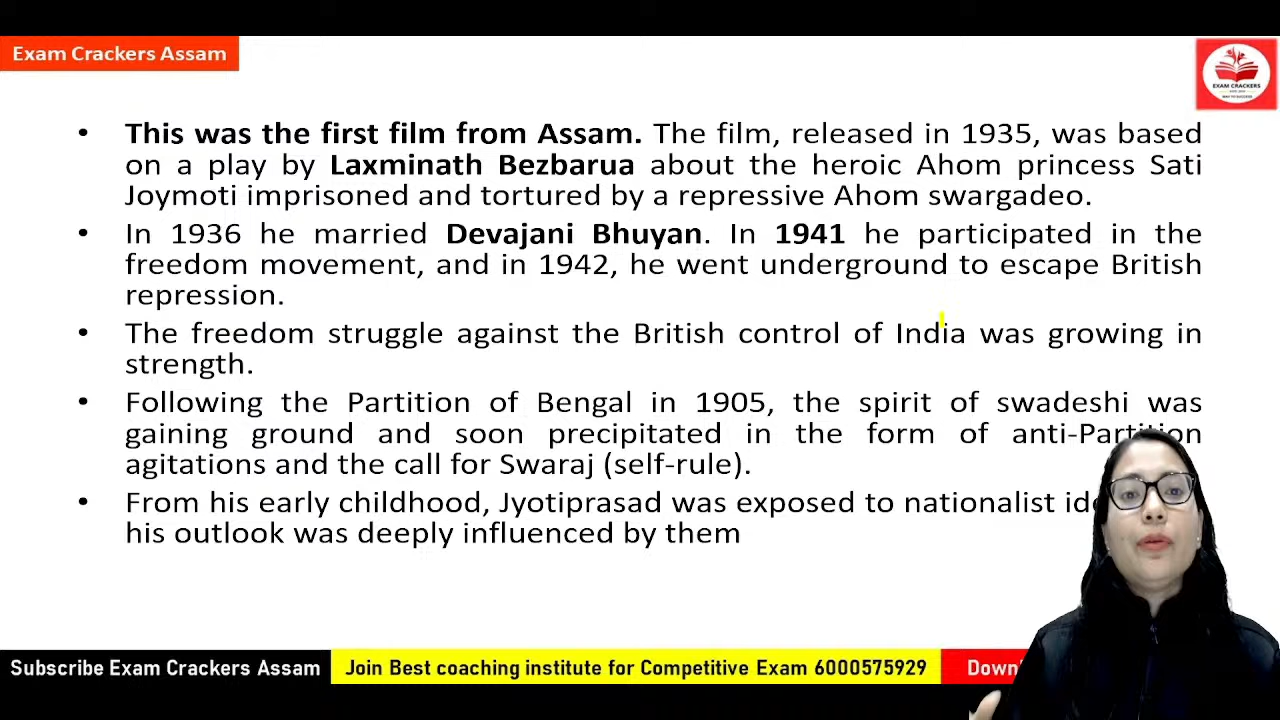 Exam Crackers Assam
EXAM CRACKERS
WAY TO SUCCESS
• This was the first film from Assam. The film, released in 1935, was based
on a play by Laxminath Bezbarua about the heroic Ahom princess Sati
Joymoti imprisoned and tortured by a repressive Ahom swargadeo.
• In 1936 he married Devajani Bhuyan. In 1941 he participated in the
freedom movement, and in 1942, he went underground to escape British
repression.
• The freedom struggle against the British control of India was growing in
strength.
• Following the Partition of Bengal in 1905, the spirit of swadeshi was
gaining ground and soon precipitated in the form of anti-Partition
agitations and the call for Swaraj (self-rule).
• From his early childhood, Jyotiprasad was exposed to nationalist
his outlook was deeply influenced by them
Subscribe Exam Crackers Assam
Join Best coaching institute for Competitive Exam 6000575929